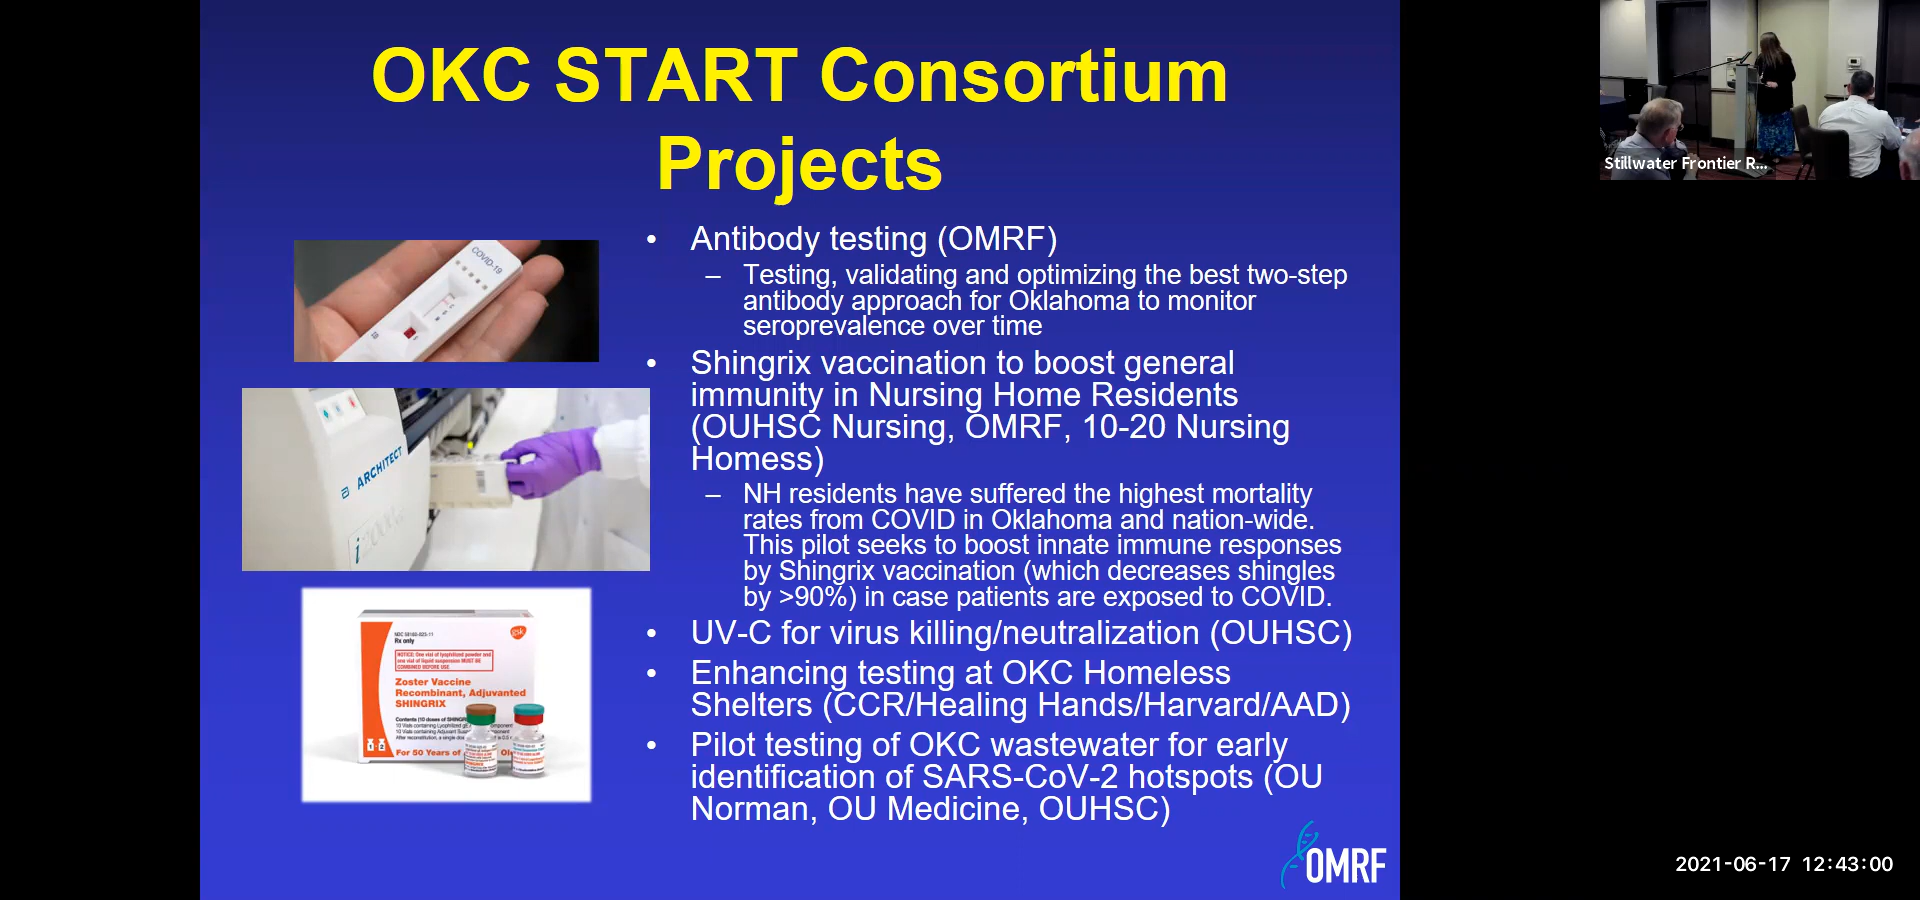 OKC START Consortium
Projects
• Antibody testing (OMRF)
– Testing, validating and optimizing the best two-step
antibody approach for Oklahoma to monitor
seroprevalence over time
• Shingrix vaccination to boost general
immunity in Nursing Home Residents
(OUHSC Nursing, OMRF, 10-20 Nursing
Homess)
– NH residents have suffered the highest mortality
rates from COVID in Oklahoma and nation-wide.
This pilot seeks to boost innate immune responses
by Shingrix vaccination (which decreases shingles
by >90%) in case patients are exposed to COVID.
• UV-C for virus killing/neutralization (OUHSC)
• Enhancing testing at OKC Homeless
Shelters (CCR/Healing Hands/Harvard/AAD)
• Pilot testing of OKC wastewater for early
identification of SARS-CoV-2 hotspots (OU
Norman, OU Medicine, OUHSC)
COVID-19
ARCHITECT
i2000
Rx only
gsk
NOTICE: One vial of lyophilized powder and
one vial of liquid suspension MUST BE
COMBINED BEFORE USE
Zoster Vaccine
Recombinant, Adjuvanted
SHINGRIX
1 2
For 50 Years of
OMRF
Stillwater Frontier R...
2021-06-17 12:43:00